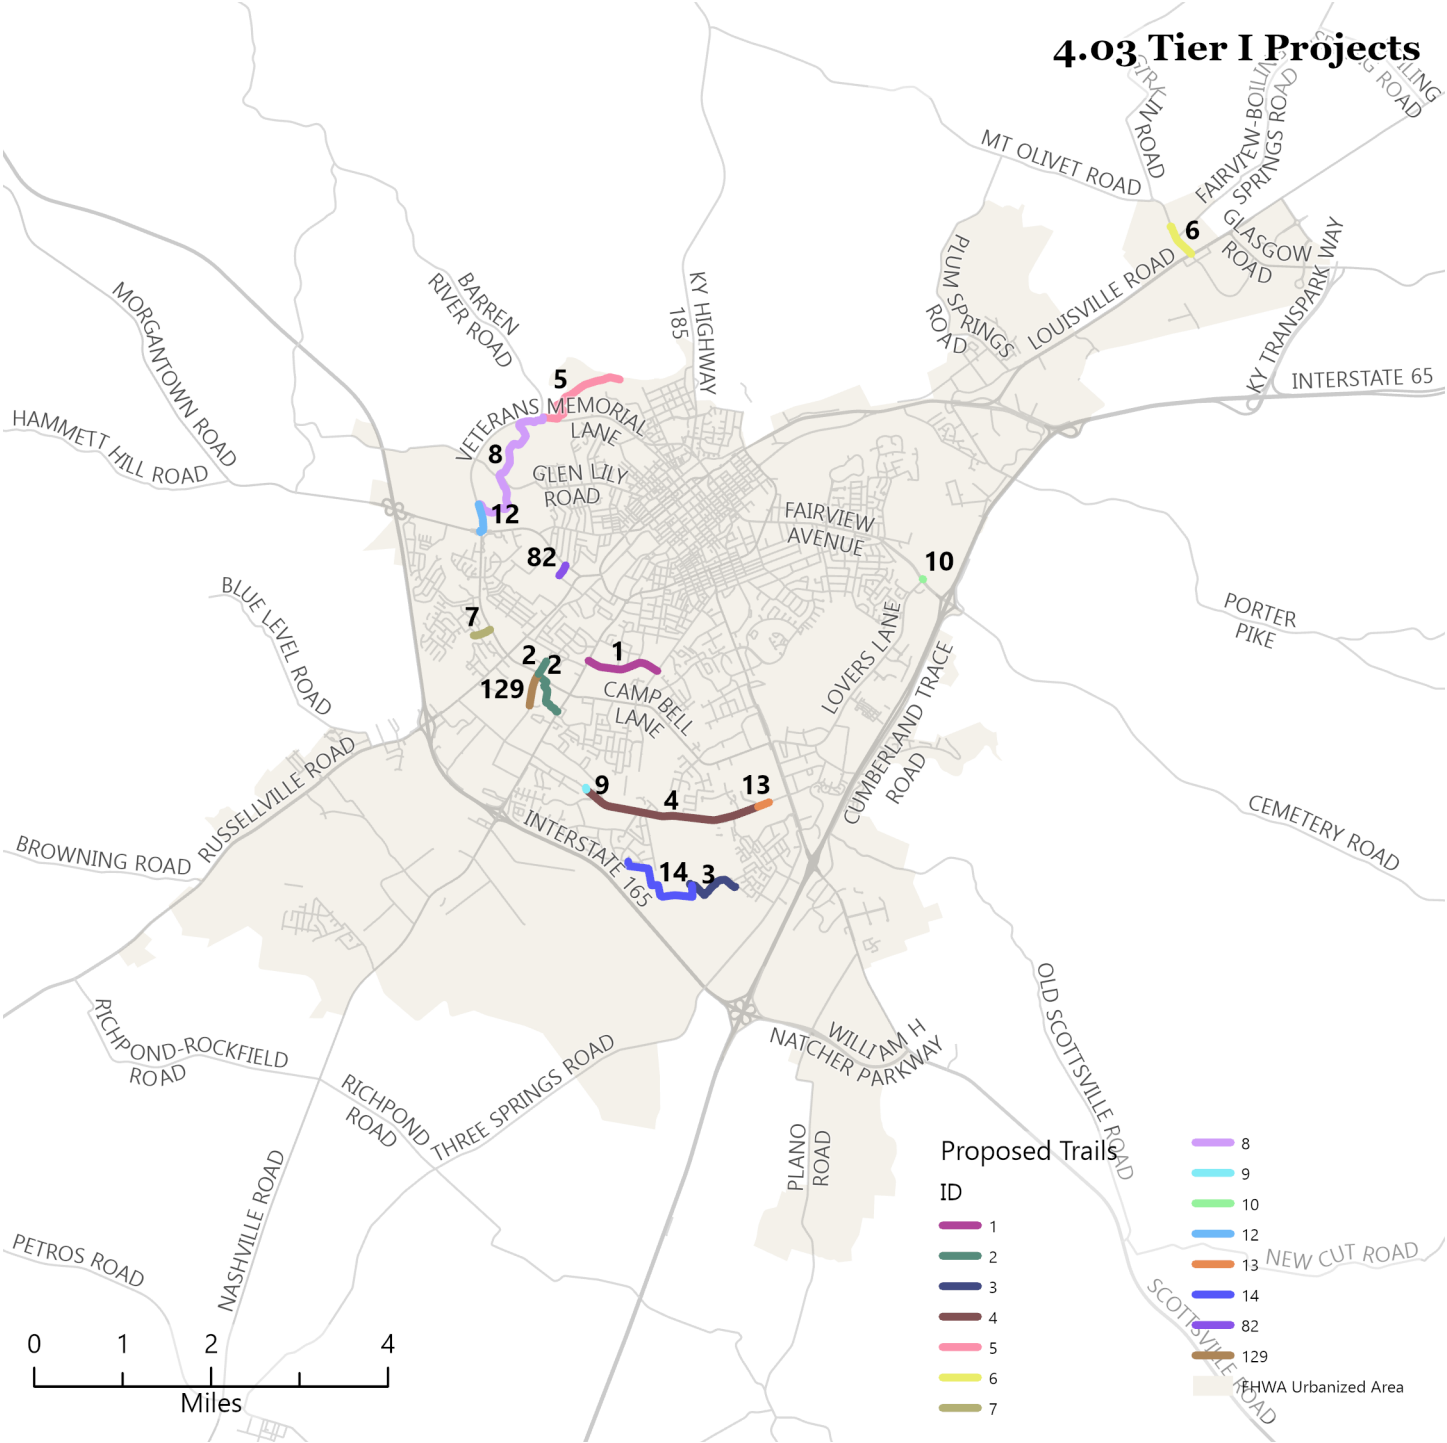 4.03 Tier I Projects
GIRKIN ROAD
FAIRVIEW-BOILING
SPRINGS ROAD
MT OLIVET ROAD
6
GLASGOW
ROAD
PLUM SPRINGS
ROAD
LOUISVILLE ROAD
KY TRANSPARK WAY
INTERSTATE 65
KY HIGHWAY
185
BARREN
RIVER ROAD
MORGANTOWN ROAD
HAMMETT HILL ROAD
5
VETERANS MEMORIAL
LANE
8
GLEN LILY
ROAD
12
FAIRVIEW
AVENUE
82
10
BLUE LEVEL ROAD
PORTER
PIKE
7
2
2
1
129
CAMPBELL
LANE
LOVERS LANE
CUMBERLAND TRACE
ROAD
RUSSELLVILLE ROAD
9
4
13
INTERSTATE 165
CEMETERY ROAD
BROWNING ROAD
14
3
OLD SCOTTSVILLE ROAD
RICHPOND-ROCKFIELD
ROAD
WILLIAM H
NATCHER PARKWAY
RICHPOND
ROAD
THREE SPRINGS ROAD
PLANO
ROAD
NASHVILLE ROAD
PETROS ROAD
NEW CUT ROAD
SCOTTSVILLE ROAD
0 1 2 4
Miles
Proposed Trails
ID
1
2
3
4
5
6
7
8
9
10
12
13
14
82
129
FHWA Urbanized Area